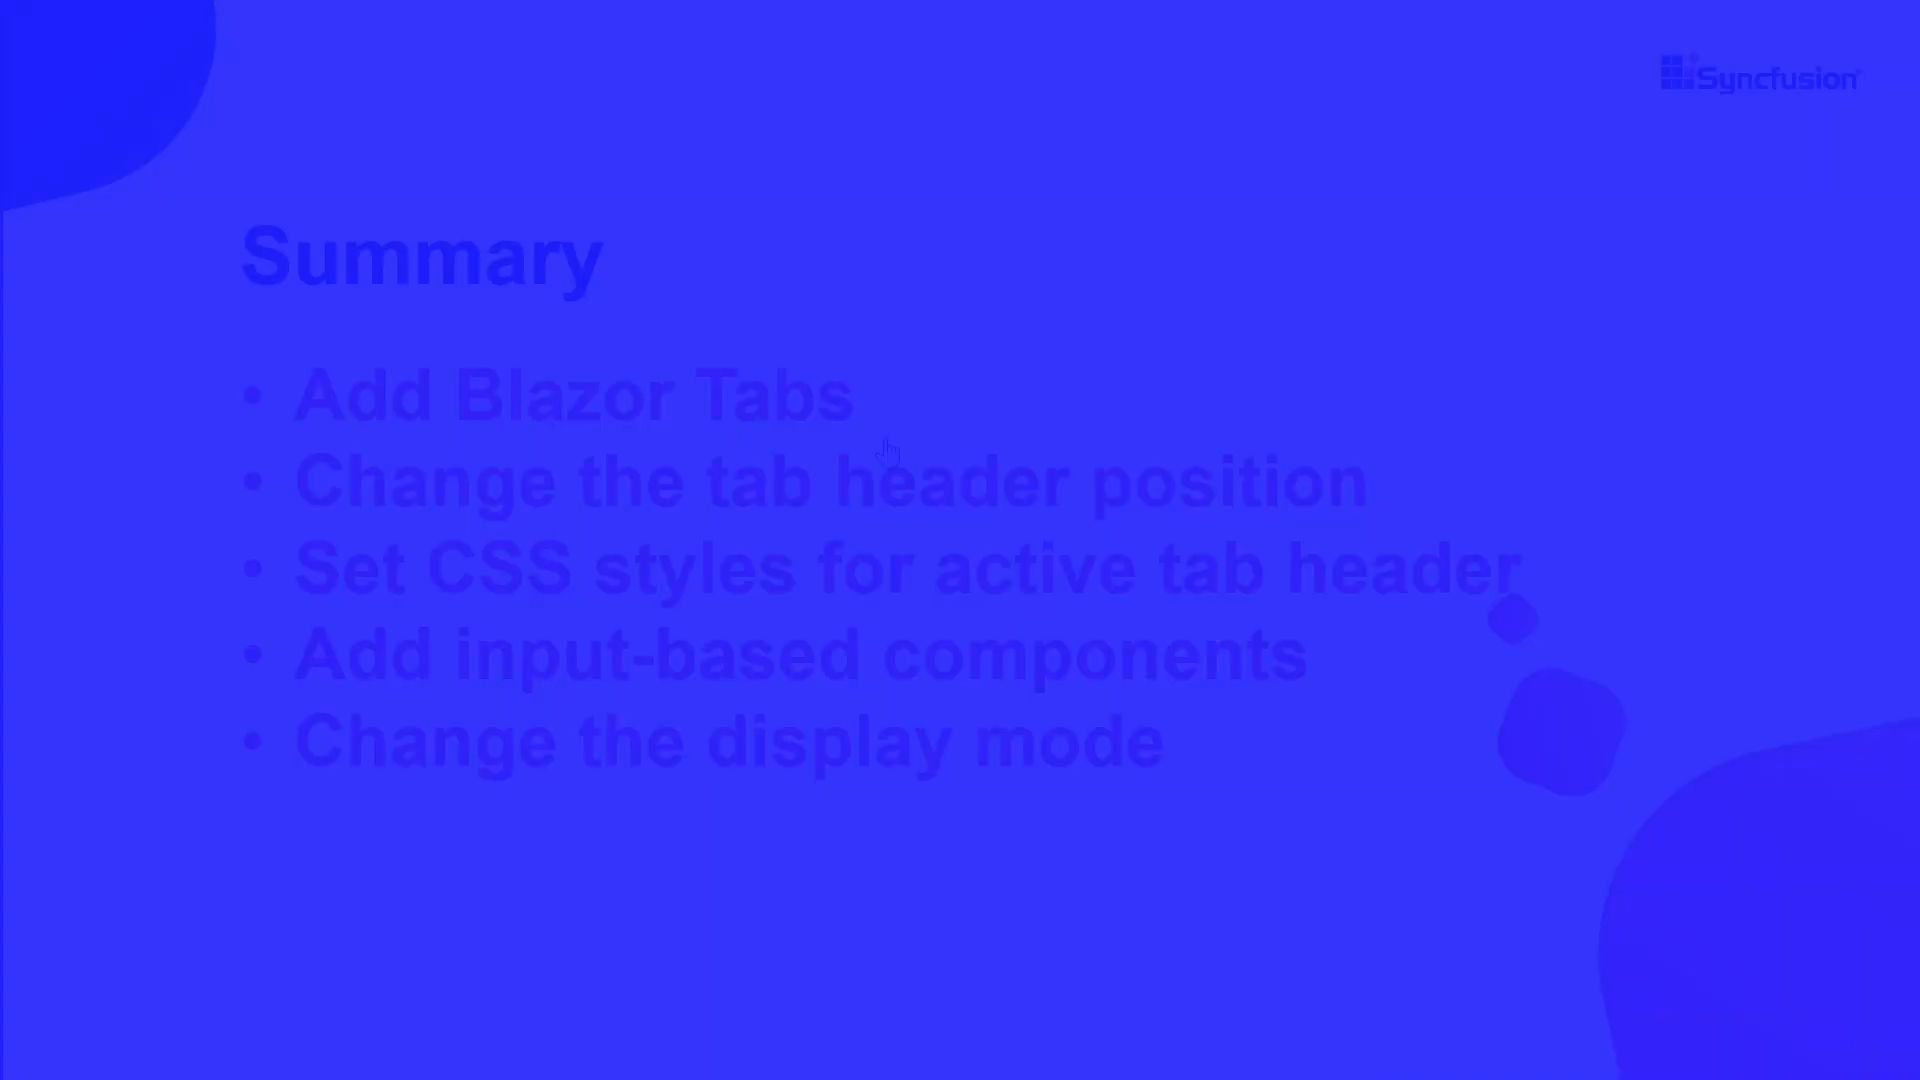 Syncfusion
Summary
• Add Blazor Tabs
• Change the tab header position
• Set CSS styles for active tab header
• Add input-based components
• Change the display mode